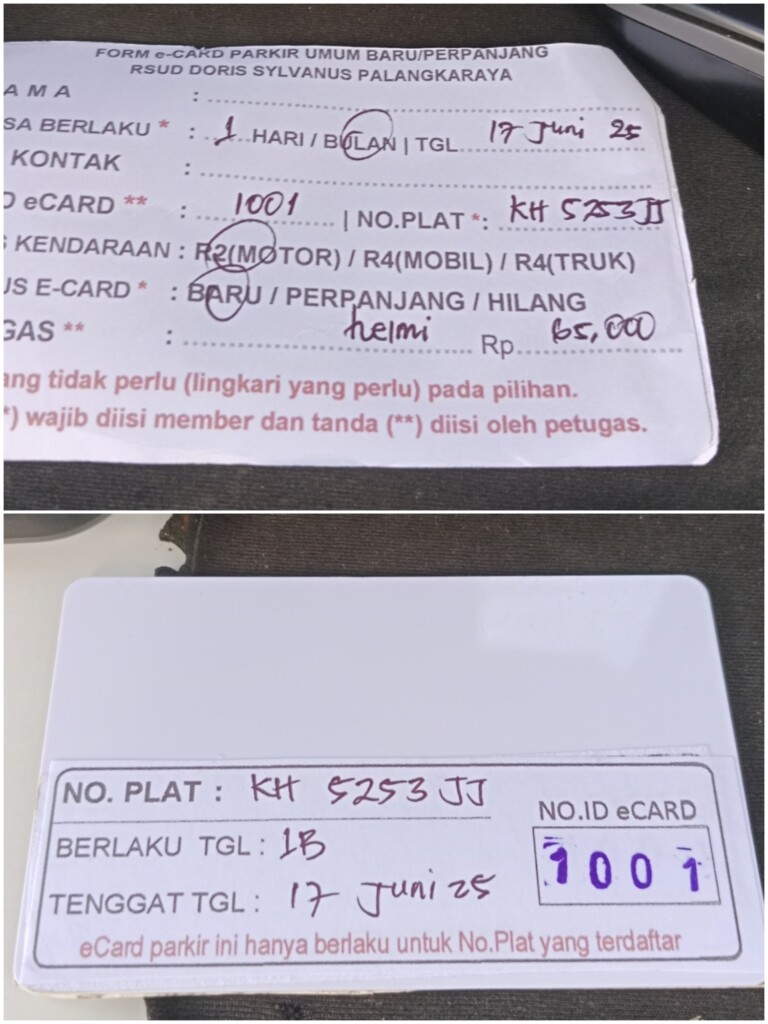 FORM e-CARD PARKIR UMUM BARU/PERPANJANG
RSUD DORIS SYLVANUS PALANGKARAYA
AMA :
SA BERLAKU * : 1 HARI / BULAN | TGL 17 Juni 25
KONTAK :
D eCARD ** : 1001 | NO.PLAT *: KH 5253 JJ
S KENDARAAN : R2(MOTOR) / R4(MOBIL) / R4(TRUK)
US E-CARD * : BARU / PERPANJANG / HILANG
GAS ** : helmi Rp. 65,000
ang tidak perlu (lingkari yang perlu) pada pilihan.
*) wajib diisi member dan tanda (**) diisi oleh petugas.
NO. PLAT : KH 5253 JJ
NO.ID eCARD
BERLAKU TGL : 1B
1001
TENGGAT TGL : 17 Juni 25
eCard parkir ini hanya berlaku untuk No.Plat yang terdaftar